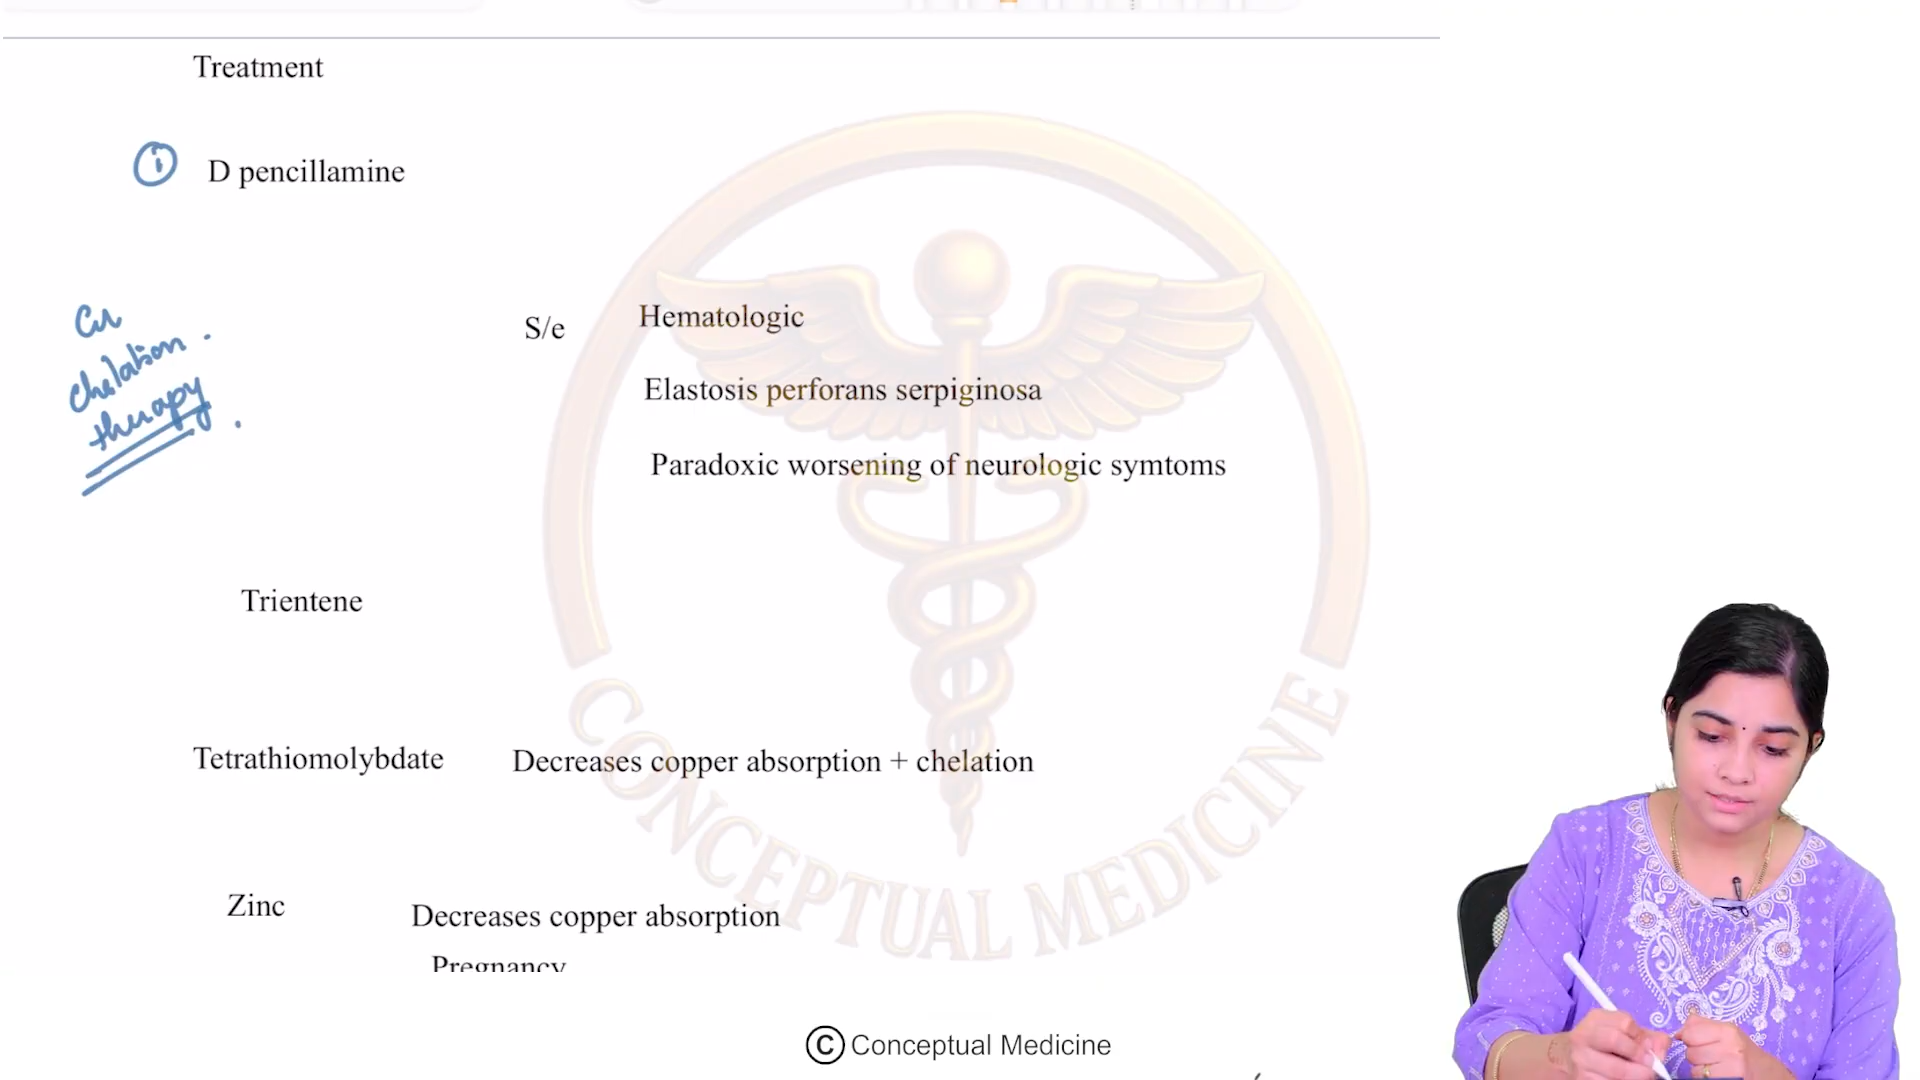 Treatment
1 D pencillamine
Cu
chelation.
therapy.
S/e
Hematologic
Elastosis perforans serpiginosa
Paradoxic worsening of neurologic symtoms
Trientene
Tetrathiomolybdate Decreases copper absorption + chelation
Zinc Decreases copper absorption
Pregnancy
CONCEPTUAL MEDICINE
© Conceptual Medicine